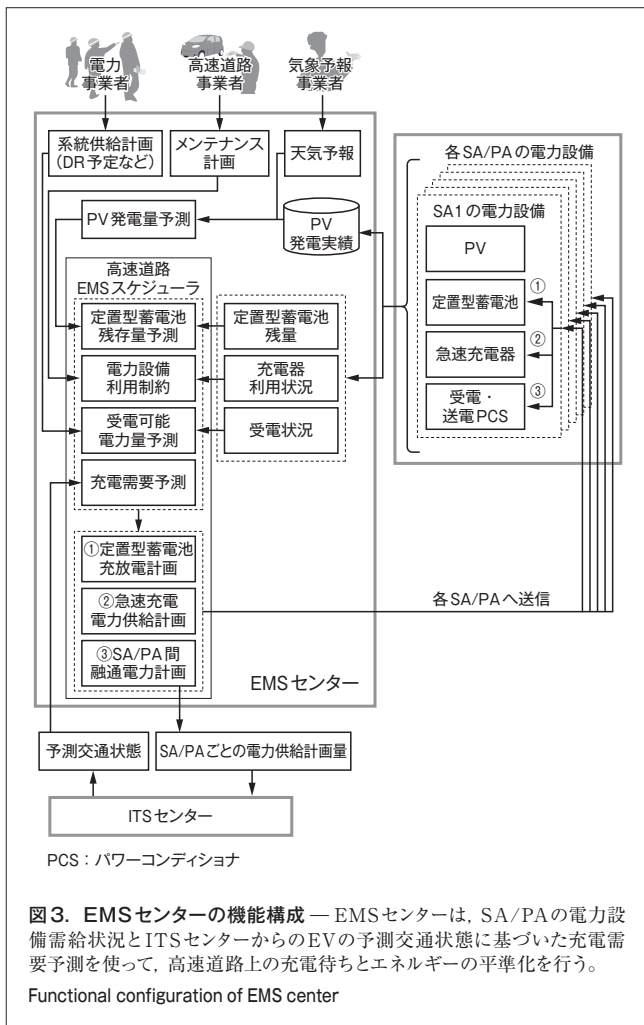 電力
事業者
高速道路
事業者
気象予報
事業者
系統供給計画
(DR予定など)
メンテナンス
計画
天気予報
PV発電量予測
PV
発電実績
高速道路
EMSスケジューラ
定置型蓄電池
残存量予測
電力設備
利用制約
受電可能
電力量予測
充電需要予測
定置型蓄電池
残量
充電器
利用状況
受電状況
①定置型蓄電池
充放電計画
②急速充電
電力供給計画
③SA/PA間
融通電力計画
EMSセンター
各SA/PAの電力設備
SA1の電力設備
PV
定置型蓄電池
①
急速充電器
②
受電・
送電PCS
③
各SA/PAへ送信
予測交通状態
SA/PAごとの電力供給計画量
ITSセンター
PCS：パワーコンディショナ
図3. EMSセンターの機能構成 — EMSセンターは，SA/PAの電力設
備需給状況とITSセンターからのEVの予測交通状態に基づいた充電需
要予測を使って，高速道路上の充電待ちとエネルギーの平準化を行う。
Functional configuration of EMS center